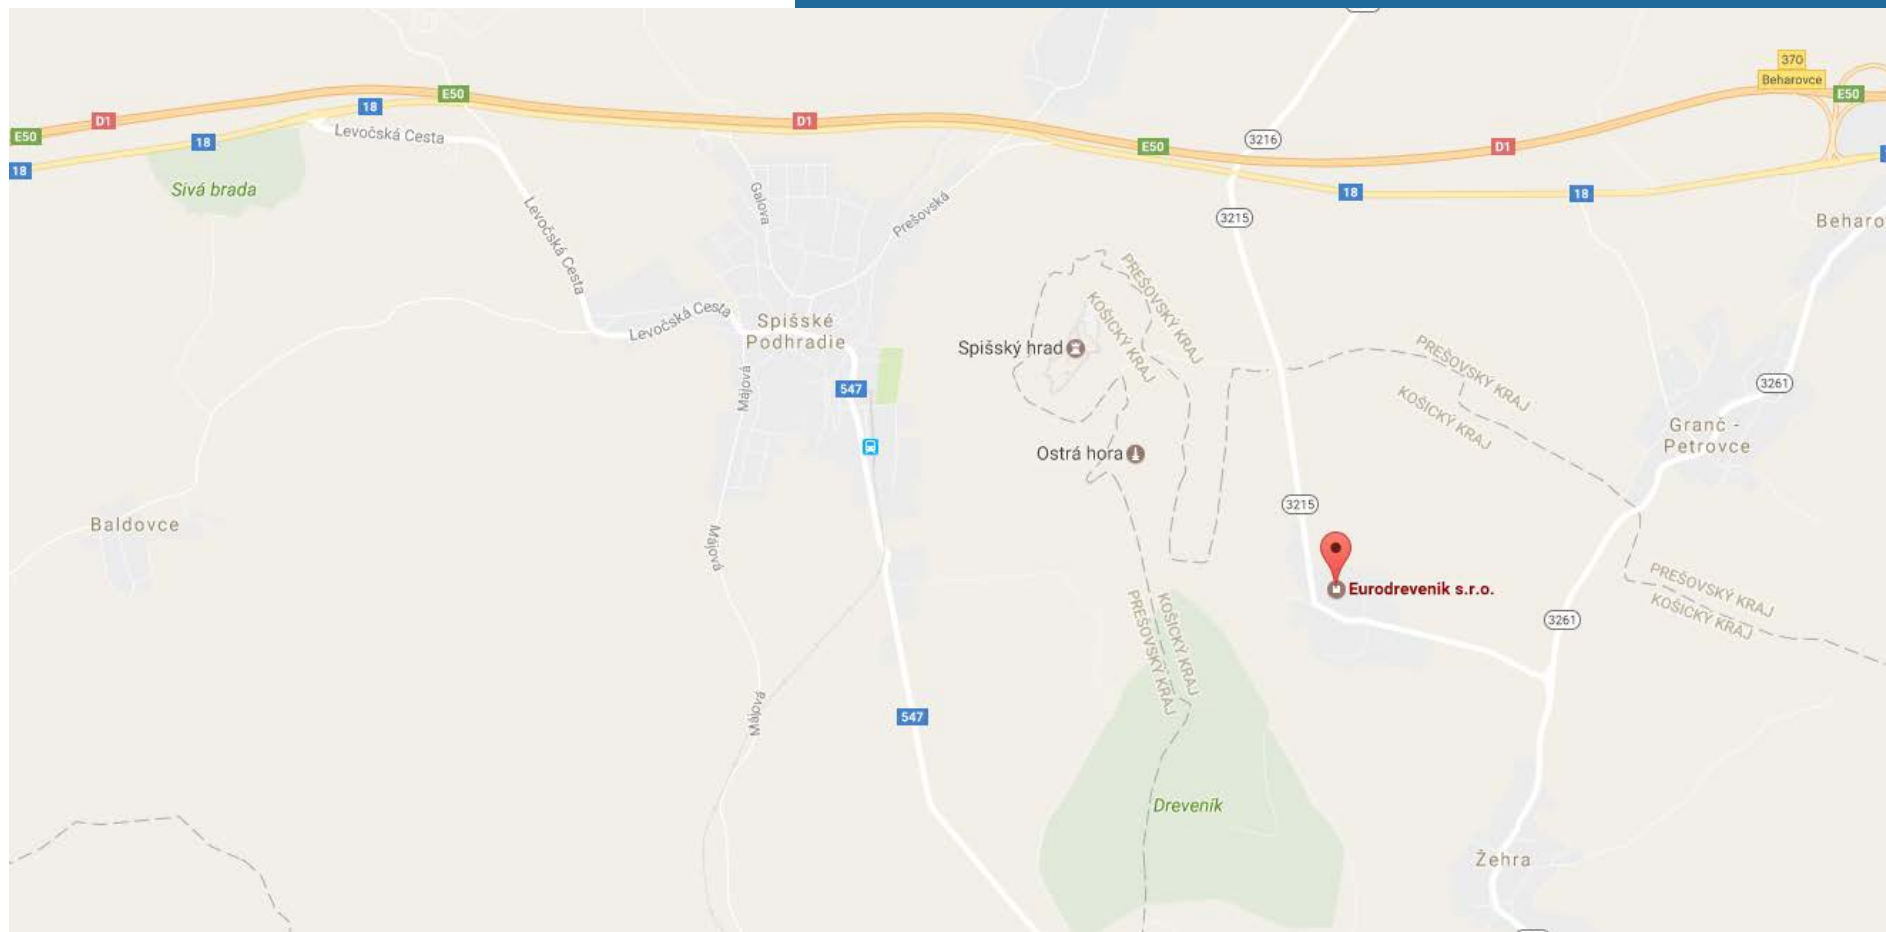 370
Beharovce
E50
E50
D1
18
D1
E50
18
Levočská Cesta
3216
E50
D1
18
Sivá brada
Galova
Prešovská
18
18
3215
Levočská Cesta
PREŠOVSKÝ KRAJ
KOŠICKÝ KRAJ
Levočská Cesta
Spišské
Podhradie
Spišský hrad
PREŠOVSKÝ KRAJ
KOŠICKÝ KRAJ
3261
547
Májová
Granč -
Petrovce
Ostrá hora
3215
Baldovce
Májová
Eurodrevenik s.r.o.
PREŠOVSKÝ KRAJ
KOŠICKÝ KRAJ
KOŠICKÝ KRAJ
PREŠOVSKÝ KRAJ
3261
Májová
547
Dreveník
Žehra
E50
18